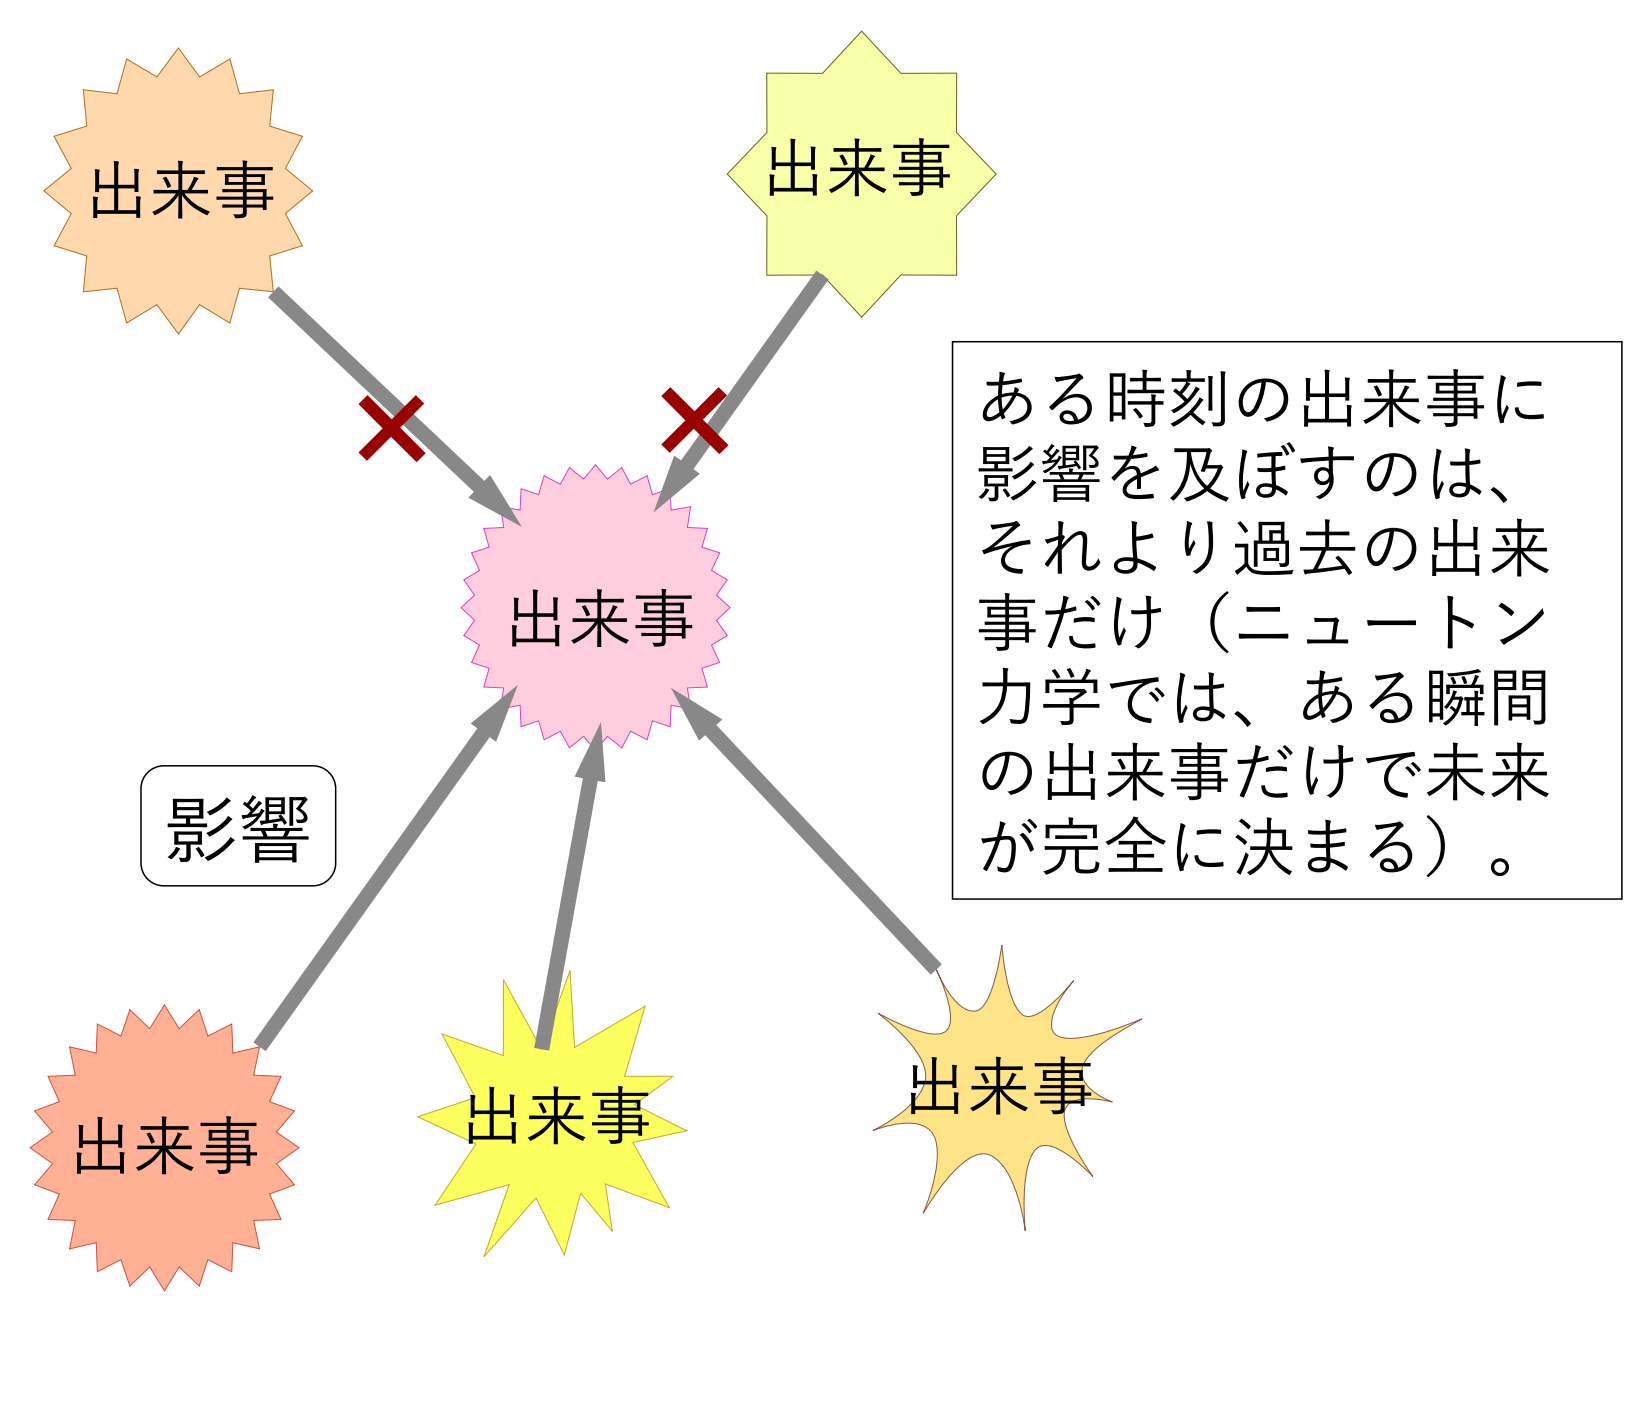 出来事
出来事
ある時刻の出来事に
影響を及ぼすのは、
それより過去の出来
事だけ（ニュートン
力学では、ある瞬間
の出来事だけで未来
が完全に決まる）。
出来事
影響
出来事
出来事
出来事